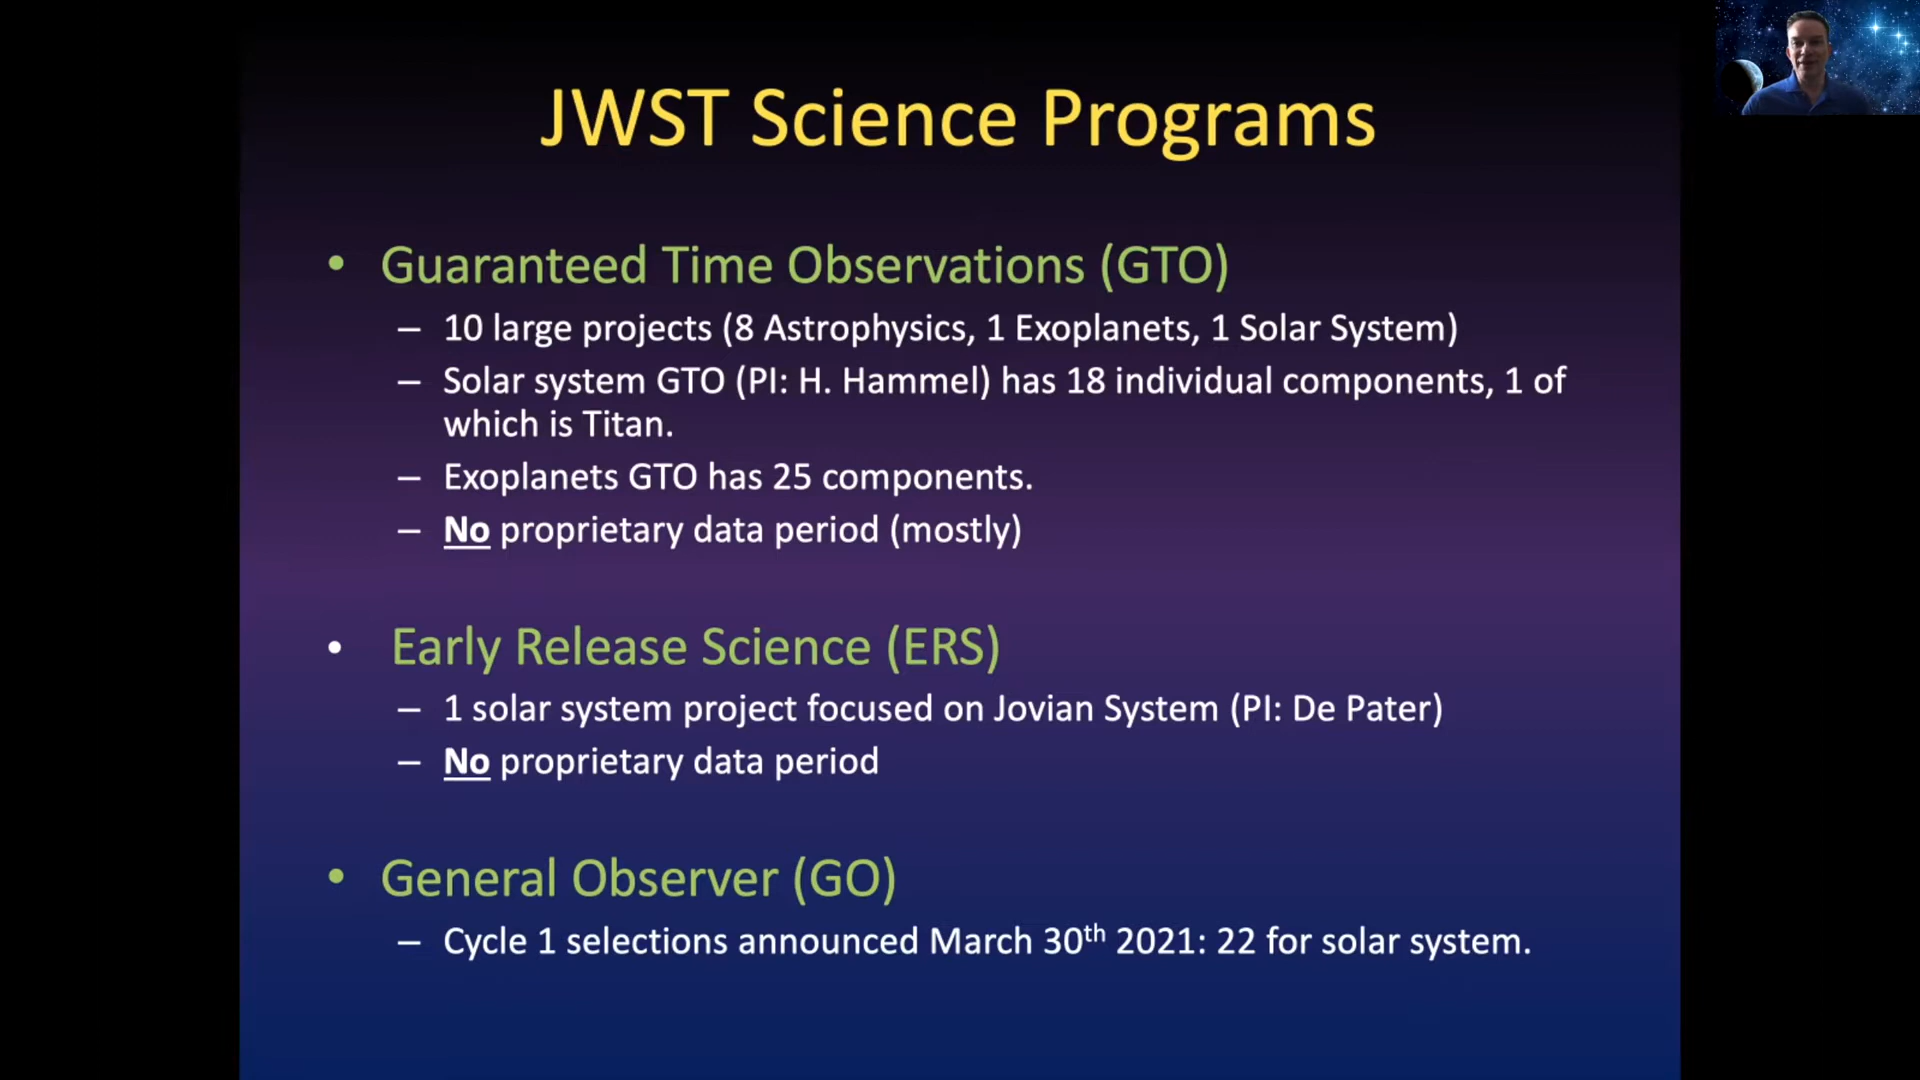 JWST Science Programs
• Guaranteed Time Observations (GTO)
– 10 large projects (8 Astrophysics, 1 Exoplanets, 1 Solar System)
– Solar system GTO (PI: H. Hammel) has 18 individual components, 1 of
which is Titan.
– Exoplanets GTO has 25 components.
– No proprietary data period (mostly)
• Early Release Science (ERS)
– 1 solar system project focused on Jovian System (PI: De Pater)
– No proprietary data period
• General Observer (GO)
– Cycle 1 selections announced March 30th 2021: 22 for solar system.